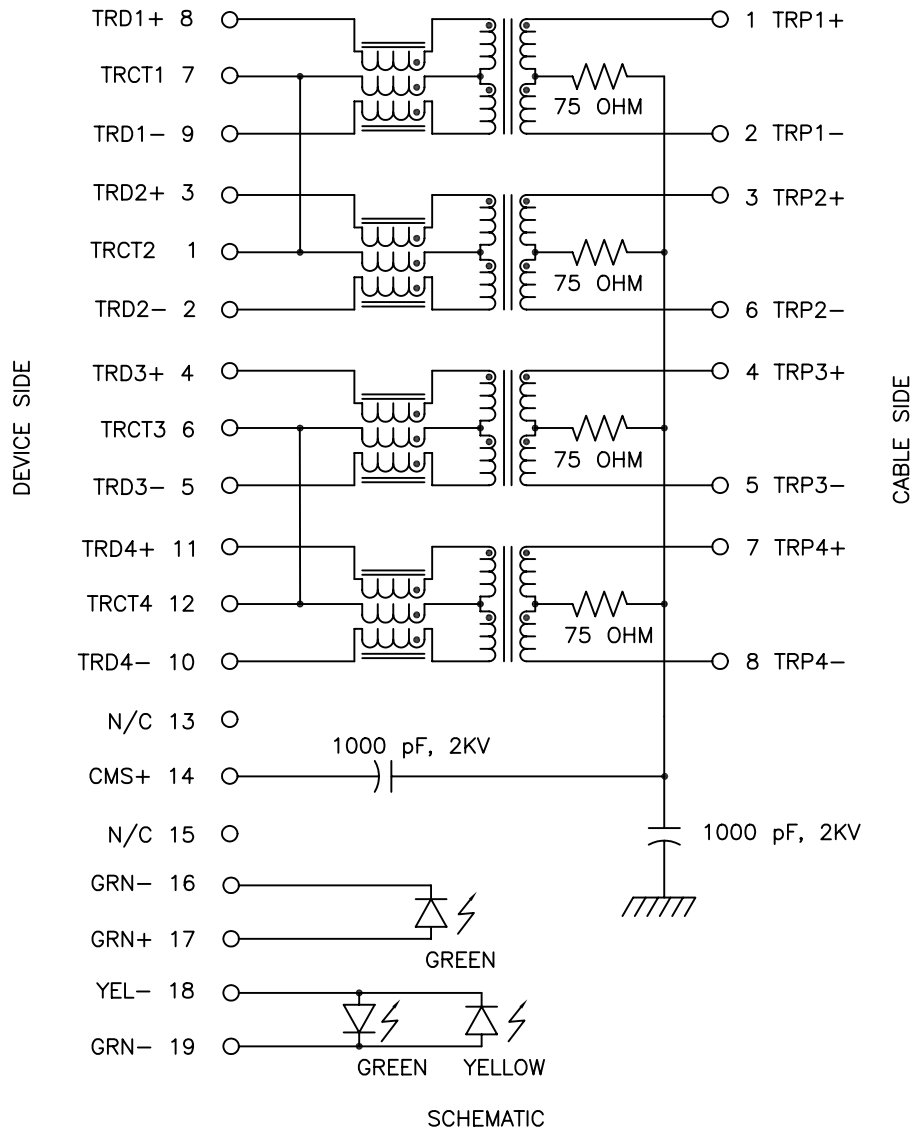 TRD1+ 8
1 TRP1+
TRCT1 7
75 OHM
TRD1- 9
2 TRP1-
TRD2+ 3
3 TRP2+
TRCT2 1
75 OHM
TRD2- 2
6 TRP2-
DEVICE SIDE
CABLE SIDE
TRD3+ 4
4 TRP3+
TRCT3 6
75 OHM
TRD3- 5
5 TRP3-
TRD4+ 11
7 TRP4+
TRCT4 12
75 OHM
TRD4- 10
8 TRP4-
N/C 13
1000 pF, 2KV
CMS+ 14
N/C 15
1000 pF, 2KV
GRN- 16
GRN+ 17
GREEN
YEL- 18
GRN- 19
GREEN
YELLOW
SCHEMATIC